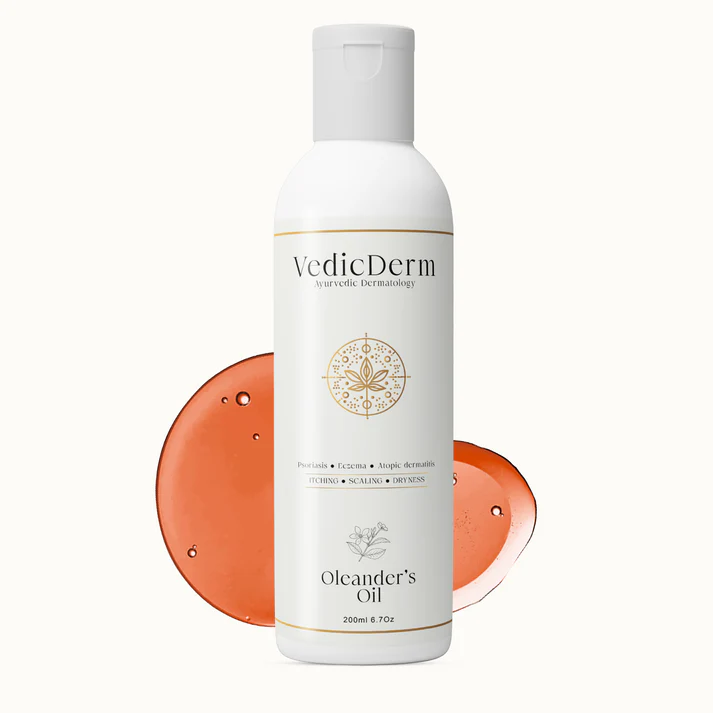 VedicDerm
Ayurvedic Dermatology
Psoriasis • Eczema • Atopic dermatitis
ITCHING • SCALING • DRYNESS
Oleander's
Oil
200ml 6.7Oz